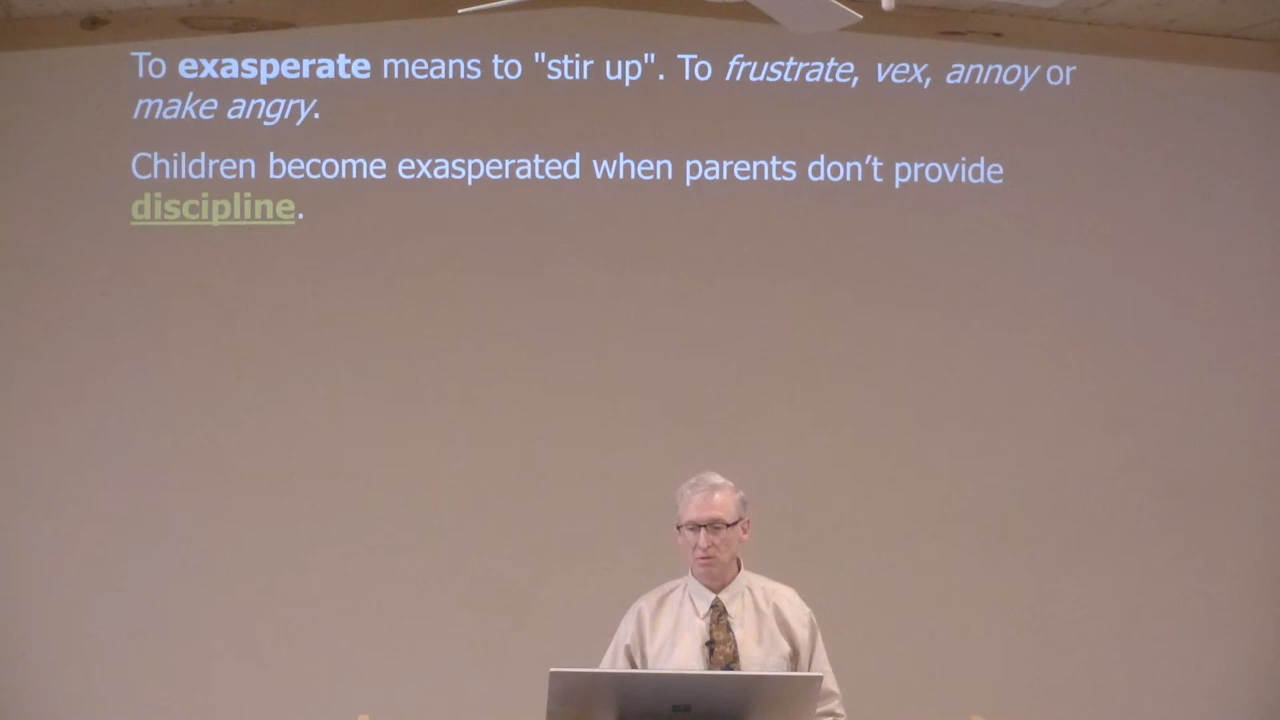 To exasperate means to "stir up". To frustrate, vex, annoy or
make angry.
Children become exasperated when parents don’t provide
discipline.